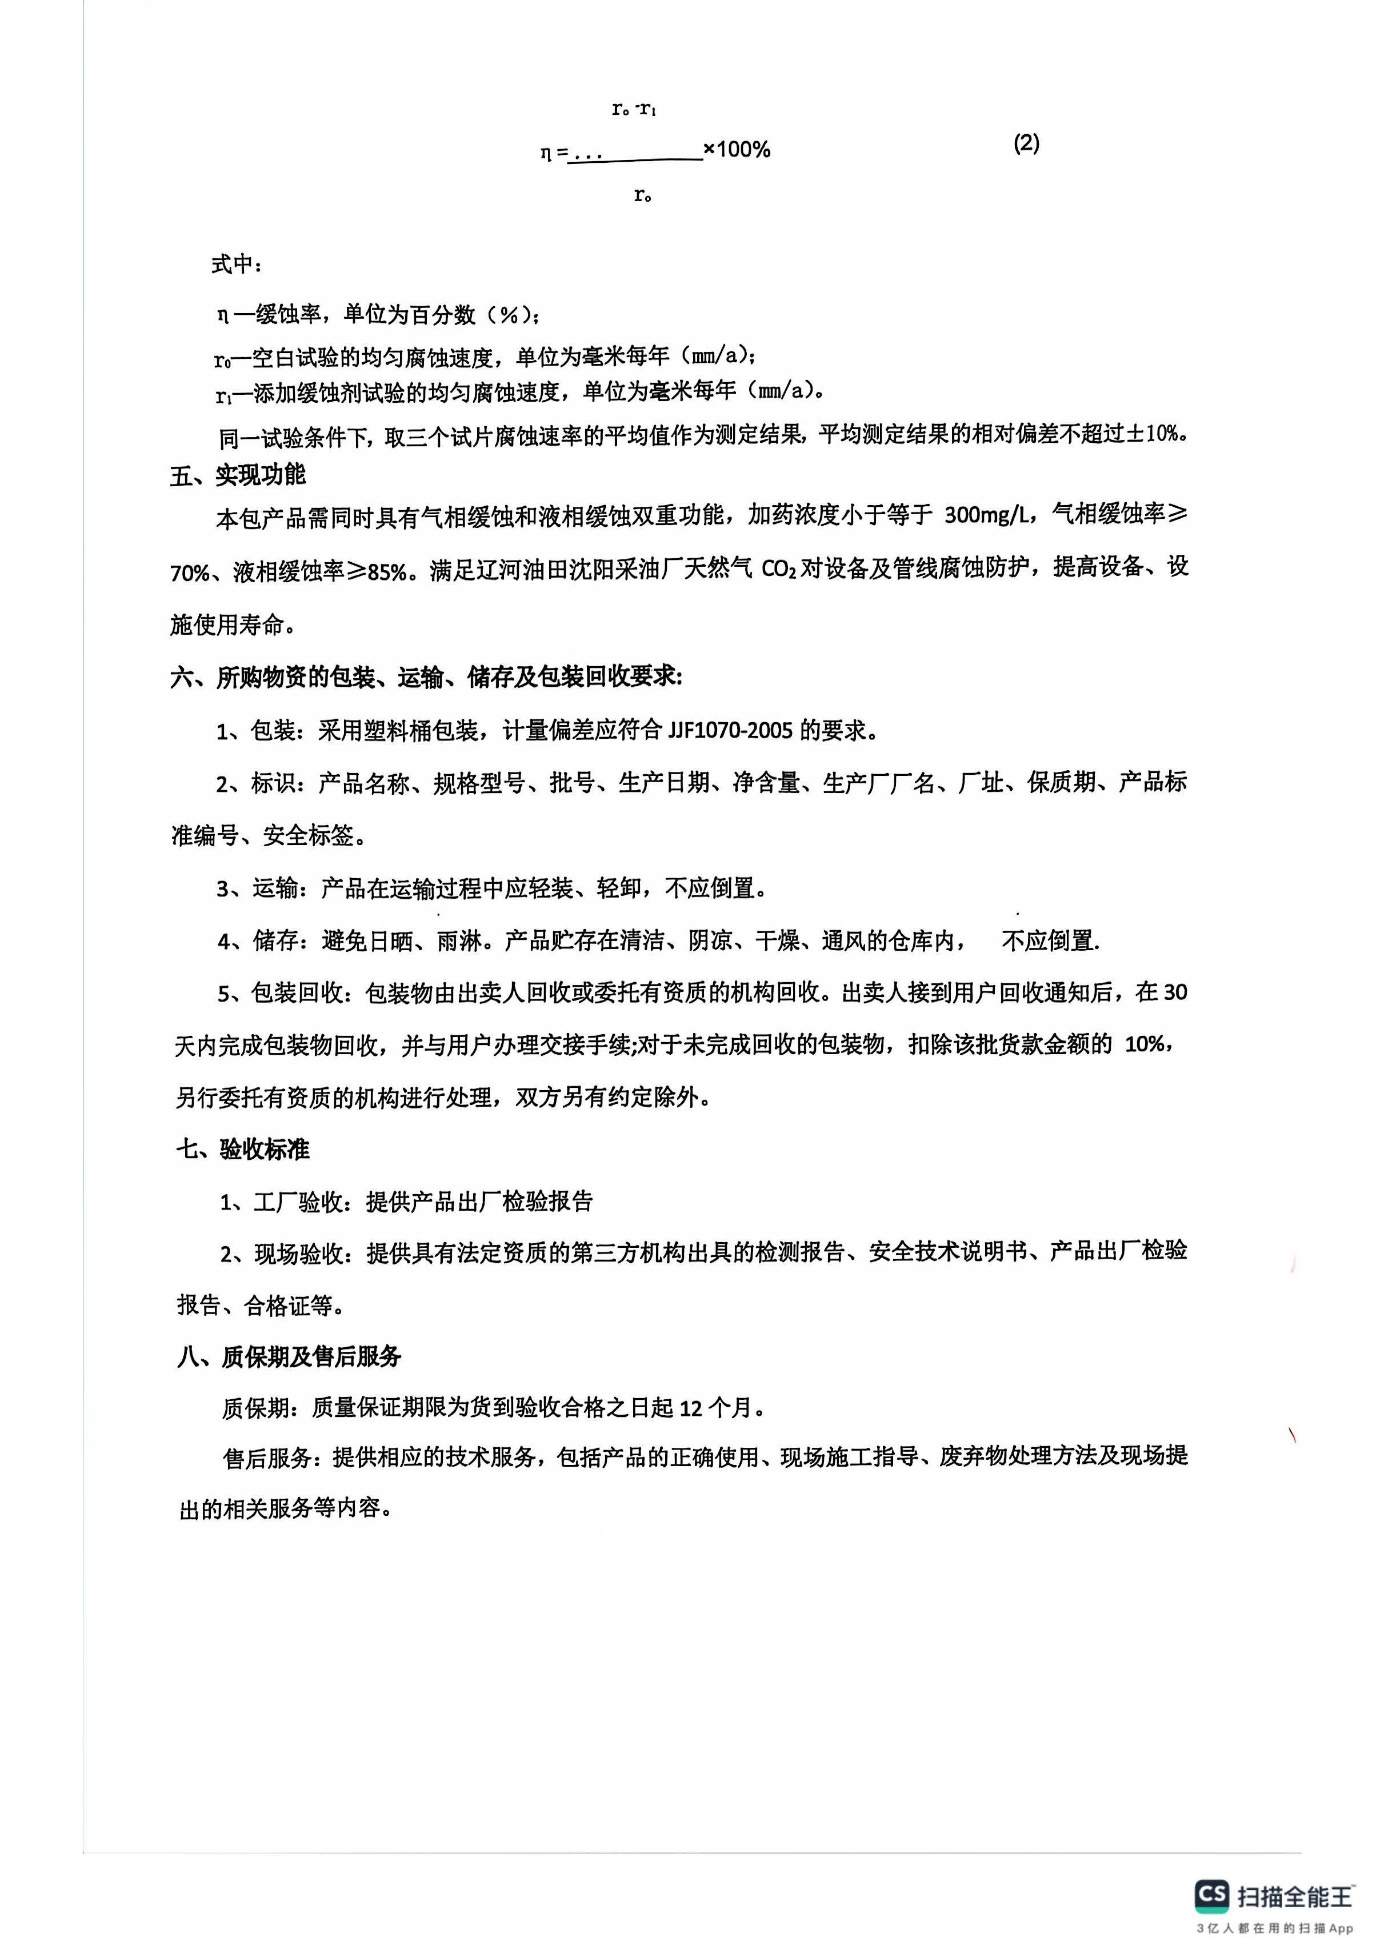 r₀-r₁
η=... ×100% (2)
r₀
式中：
η—缓蚀率，单位为百分数（%）；
r₀—空白试验的均匀腐蚀速度，单位为毫米每年（mm/a）；
r₁—添加缓蚀剂试验的均匀腐蚀速度，单位为毫米每年（mm/a）。
同一试验条件下，取三个试片腐蚀速率的平均值作为测定结果，平均测定结果的相对偏差不超过±10%。
五、实现功能
本包产品需同时具有气相缓蚀和液相缓蚀双重功能，加药浓度小于等于 300mg/L，气相缓蚀率≥
70%、液相缓蚀率≥85%。满足辽河油田沈阳采油厂天然气 CO₂对设备及管线腐蚀防护，提高设备、设
施使用寿命。
六、所购物资的包装、运输、储存及包装回收要求:
1、包装：采用塑料桶包装，计量偏差应符合 JJF1070-2005 的要求。
2、标识：产品名称、规格型号、批号、生产日期、净含量、生产厂厂名、厂址、保质期、产品标
准编号、安全标签。
3、运输：产品在运输过程中应轻装、轻卸，不应倒置。
4、储存：避免日晒、雨淋。产品贮存在清洁、阴凉、干燥、通风的仓库内， 不应倒置.
5、包装回收：包装物由出卖人回收或委托有资质的机构回收。出卖人接到用户回收通知后，在 30
天内完成包装物回收，并与用户办理交接手续;对于未完成回收的包装物，扣除该批货款金额的 10%，
另行委托有资质的机构进行处理，双方另有约定除外。
七、验收标准
1、工厂验收：提供产品出厂检验报告
2、现场验收：提供具有法定资质的第三方机构出具的检测报告、安全技术说明书、产品出厂检验
报告、合格证等。
八、质保期及售后服务
质保期：质量保证期限为货到验收合格之日起 12 个月。
售后服务：提供相应的技术服务，包括产品的正确使用、现场施工指导、废弃物处理方法及现场提
出的相关服务等内容。
CS 扫描全能王™
3亿人都在用的扫描App